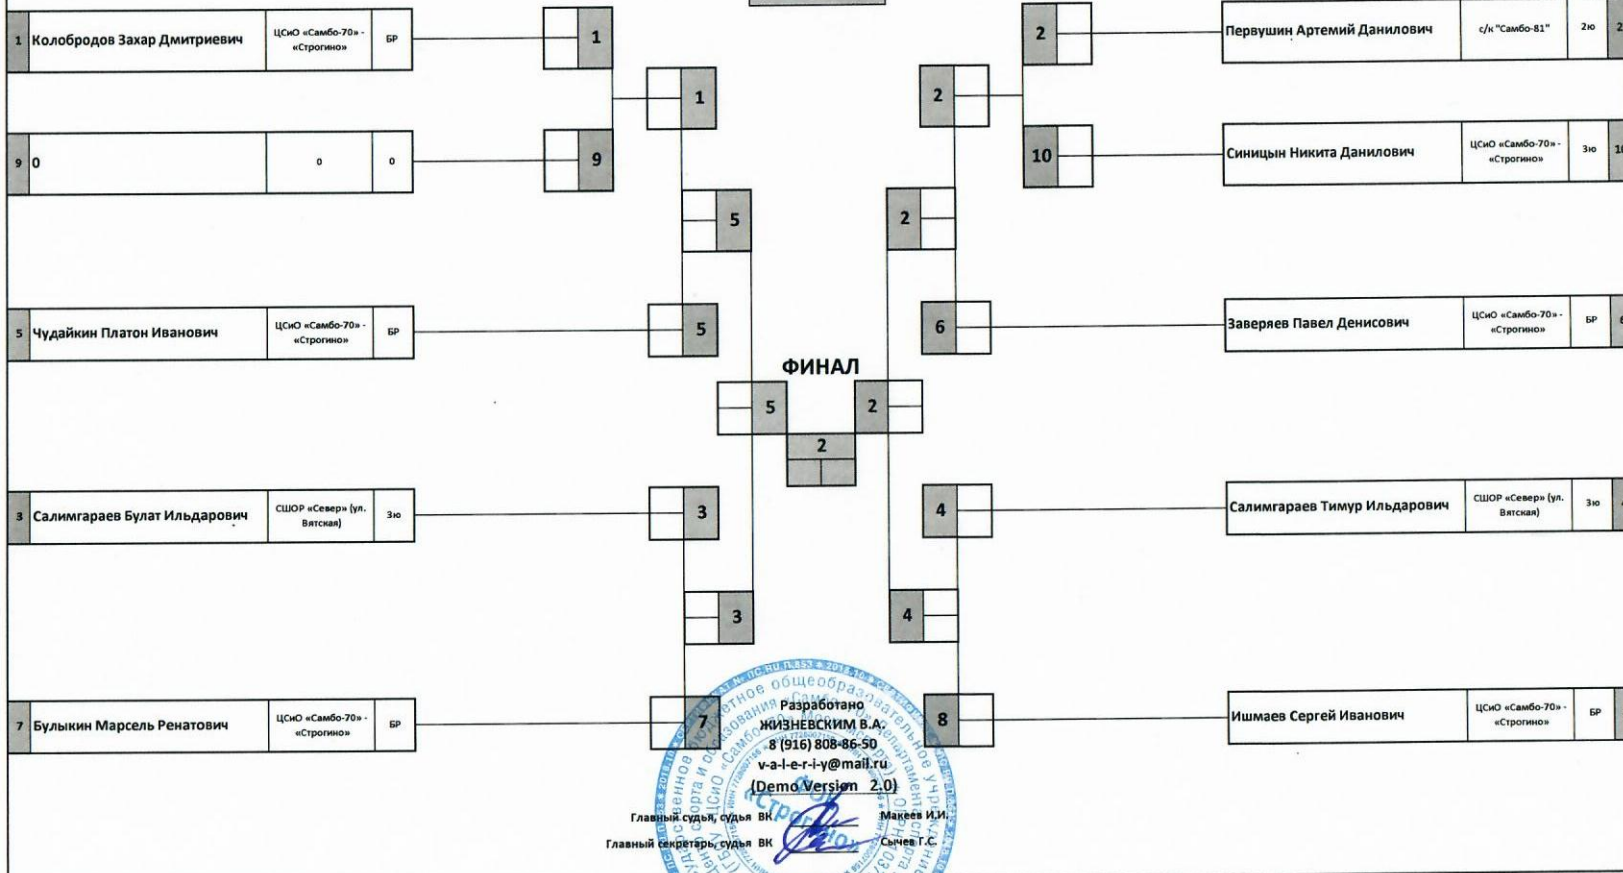 1 Колобродов Захар Дмитриевич ЦСиО «Самбо-70» - «Строгино» БР
1
2
Первушин Артемий Данилович с/к "Самбо-81" 2ю 2
1
2
9 0 0 0
9
10
Синицын Никита Данилович ЦСиО «Самбо-70» - «Строгино» 3ю
5
2
5 Чудайкин Платон Иванович ЦСиО «Самбо-70» - «Строгино» БР
5
6
Заверяев Павел Денисович ЦСиО «Самбо-70» - «Строгино» БР
ФИНАЛ
5
2
2
3 Салимгараев Булат Ильдарович СШОР «Север» (ул. Вятская) 3ю
3
4
Салимгараев Тимур Ильдарович СШОР «Север» (ул. Вятская) 3ю
3
4
7 Булыкин Марсель Ренатович ЦСиО «Самбо-70» - «Строгино» БР
7
8
Ишмаев Сергей Иванович ЦСиО «Самбо-70» - «Строгино» БР
Разработано
ЖИЗНЕВСКИМ В.А.
8 (916) 808-86-50
v-a-l-e-r-i-y@mail.ru
(Demo Version 2.0)
«Строгино»
Главный судья, судья ВК Макеев И.И.
Главный секретарь, судья ВК Сычев Г.С.